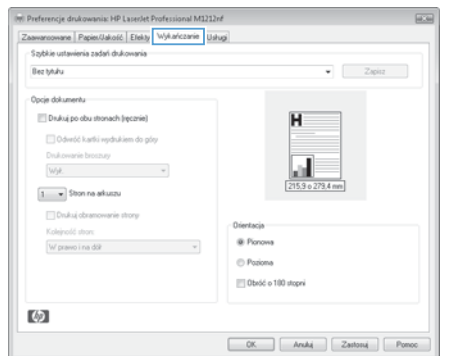 Preferencje drukowania: HP LaserJet Professional M1212nf
Zaawansowane Papier/Jakość Efekty Wykańczanie Usługi
Szybkie ustawienia zadań drukowania
Bez tytułu Zapisz
Opcje dokumentu
Drukuj po obu stronach (ręcznie)
Odwróć kartki wydrukiem do góry
Drukowanie broszury
Wył.
1 Stron na arkuszu
Drukuj obramowanie strony
Kolejność stron:
W prawo i na dół
H
215,9 o 279,4 mm
Orientacja
Pionowa
Pozioma
Obróć o 180 stopni
hp
OK Anuluj Zastosuj Pomoc